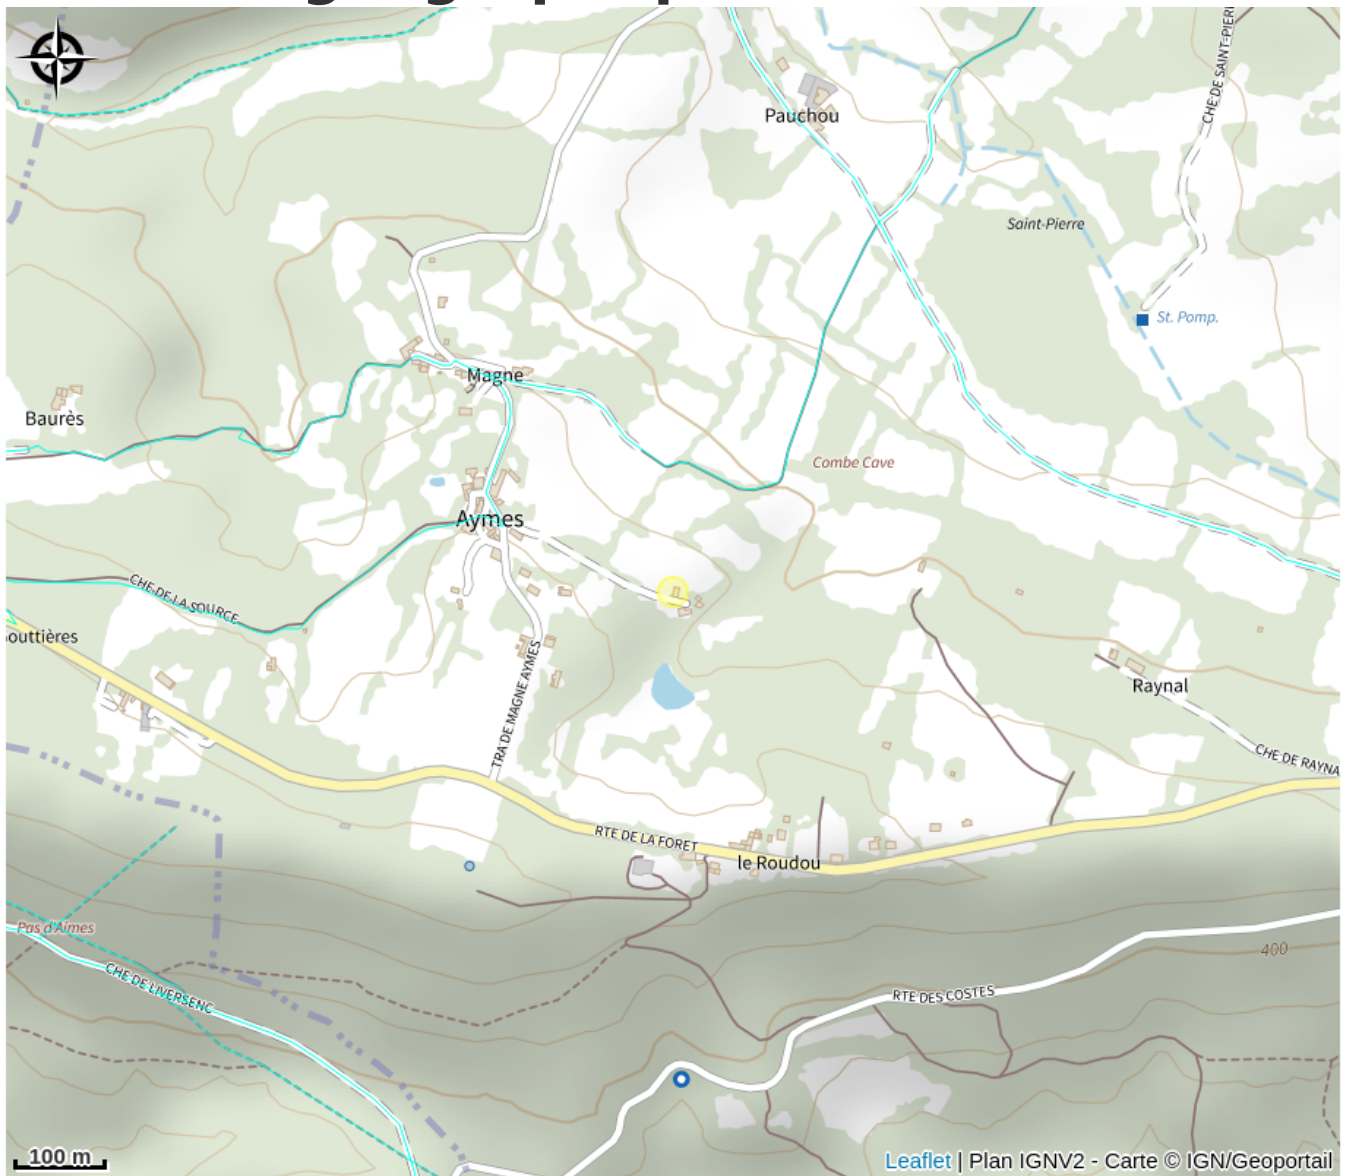 CHE DE SAINT-PIER
Pauchou
Saint-Pierre
St. Pomp.
Magne
Baurès
Combe Cave
Aymes
CHE DE LA SOURCE
outtières
TRA DE MAGNE AYMES
Raynal
CHE DE RAYNA
RTE DE LA FORET
le Roudou
Pas d'Aimes
CHE DE LIVERSENC
400
RTE DES COSTES
100 m
Leaflet | Plan IGNV2 - Carte © IGN/Geoportail